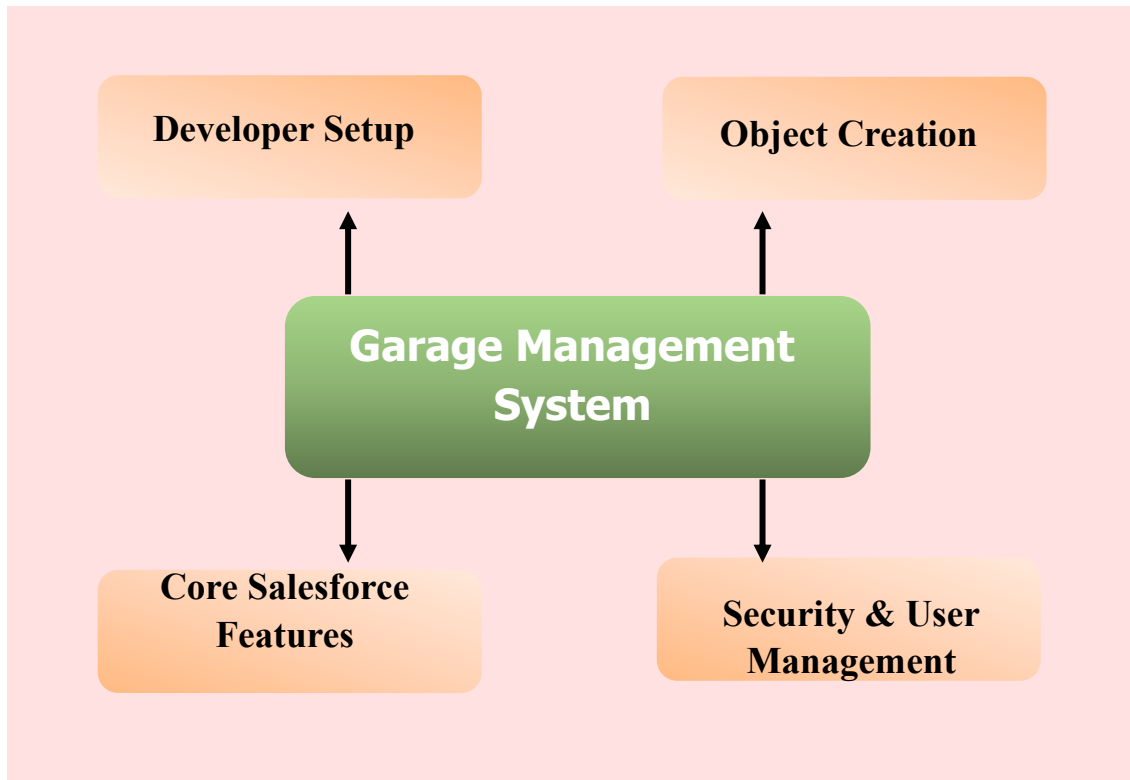 Developer Setup
Object Creation
Garage Management
System
Core Salesforce
Features
Security & User
Management